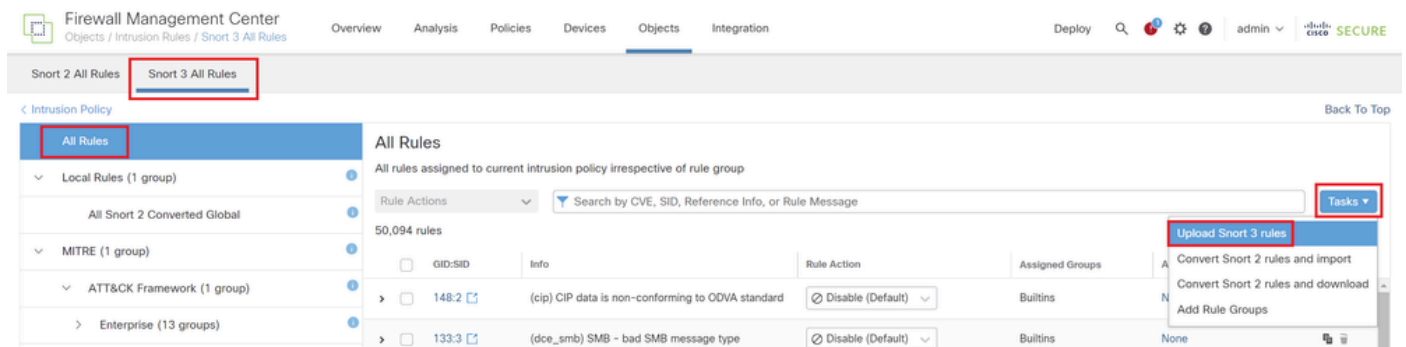 Firewall Management Center
Objects / Intrusion Rules / Snort 3 All Rules
Overview Analysis Policies Devices Objects Integration
Deploy admin cisco SECURE
Snort 2 All Rules Snort 3 All Rules
< Intrusion Policy Back To Top
All Rules
Local Rules (1 group)
All Snort 2 Converted Global
MITRE (1 group)
ATT&CK Framework (1 group)
Enterprise (13 groups)
All Rules
All rules assigned to current intrusion policy irrespective of rule group
Rule Actions Search by CVE, SID, Reference Info, or Rule Message Tasks
50,094 rules
Upload Snort 3 rules
Convert Snort 2 rules and import
Convert Snort 2 rules and download
Add Rule Groups
GID:SID Info Rule Action Assigned Groups
148:2 (cip) CIP data is non-conforming to ODVA standard Disable (Default) Builtins
133:3 (dce_smb) SMB - bad SMB message type Disable (Default) Builtins None